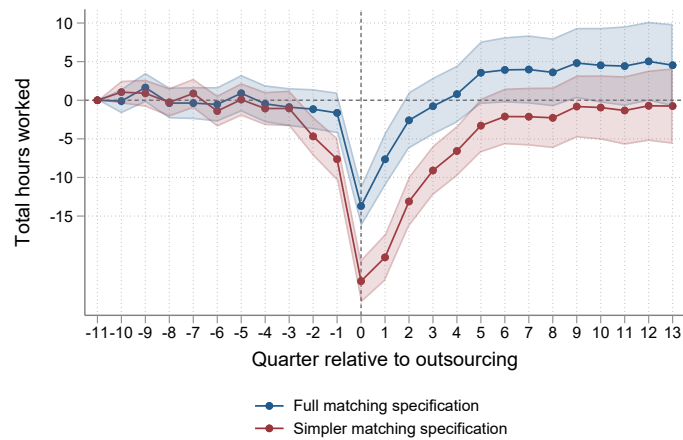 Total hours worked
10
5
0
-5
-10
-15
-11 -10 -9 -8 -7 -6 -5 -4 -3 -2 -1 0 1 2 3 4 5 6 7 8 9 10 11 12 13
Quarter relative to outsourcing
Full matching specification
Simpler matching specification